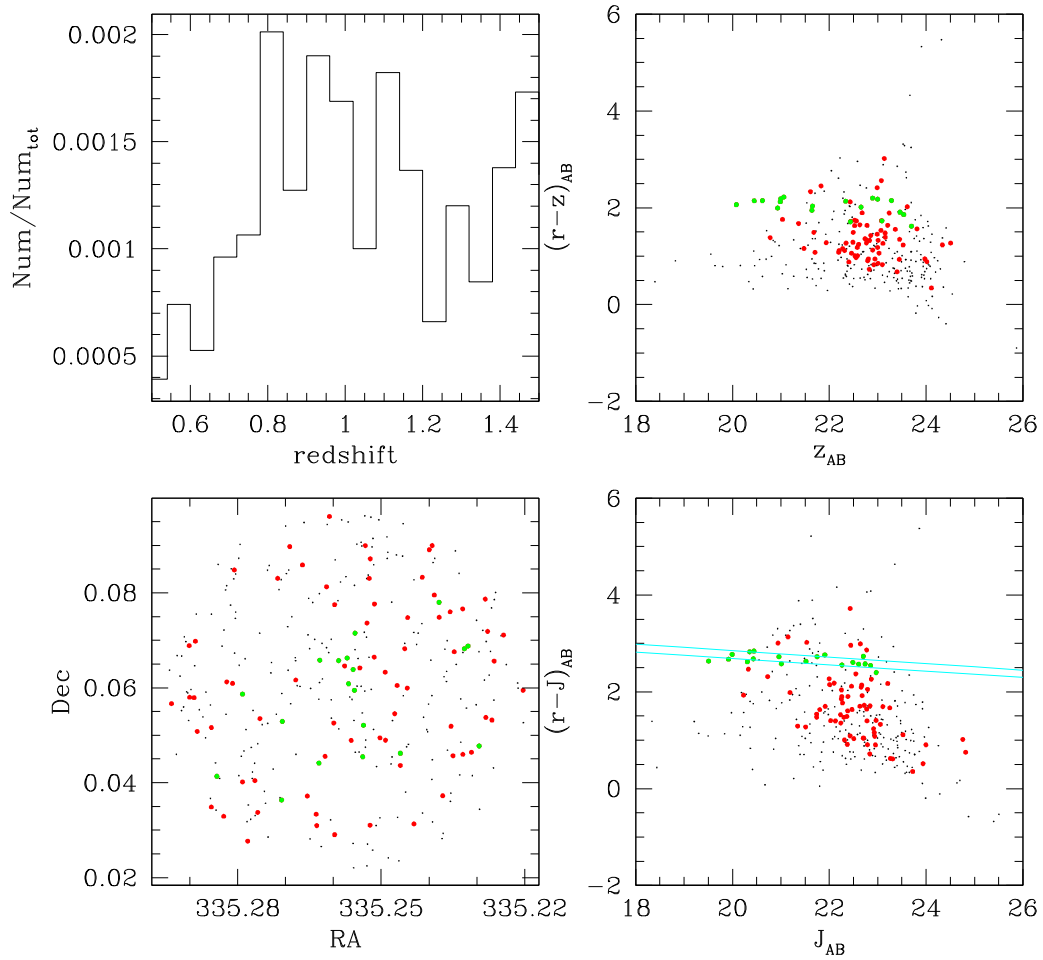 0.002
0.0015
0.001
0.0005
Num/Num_tot
0.6 0.8 1 1.2 1.4
redshift
6
4
2
0
−2
(r−z)_AB
18 20 22 24 26
z_AB
0.08
0.06
0.04
0.02
Dec
335.28 335.25 335.22
RA
6
4
2
0
−2
(r−J)_AB
18 20 22 24 26
J_AB